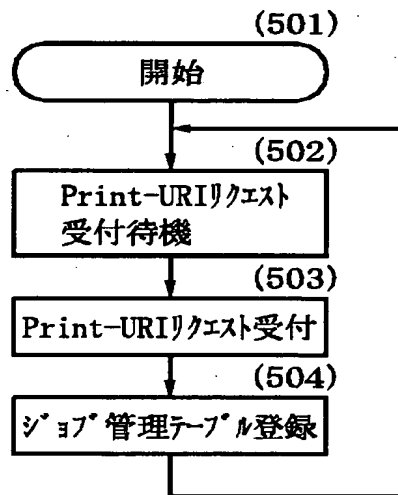 (501)
開始
(502)
Print-URIﾘｸｴｽﾄ
受付待機
(503)
Print-URIﾘｸｴｽﾄ受付
(504)
ｼﾞｮﾌﾞ管理ﾃｰﾌﾞﾙ登録